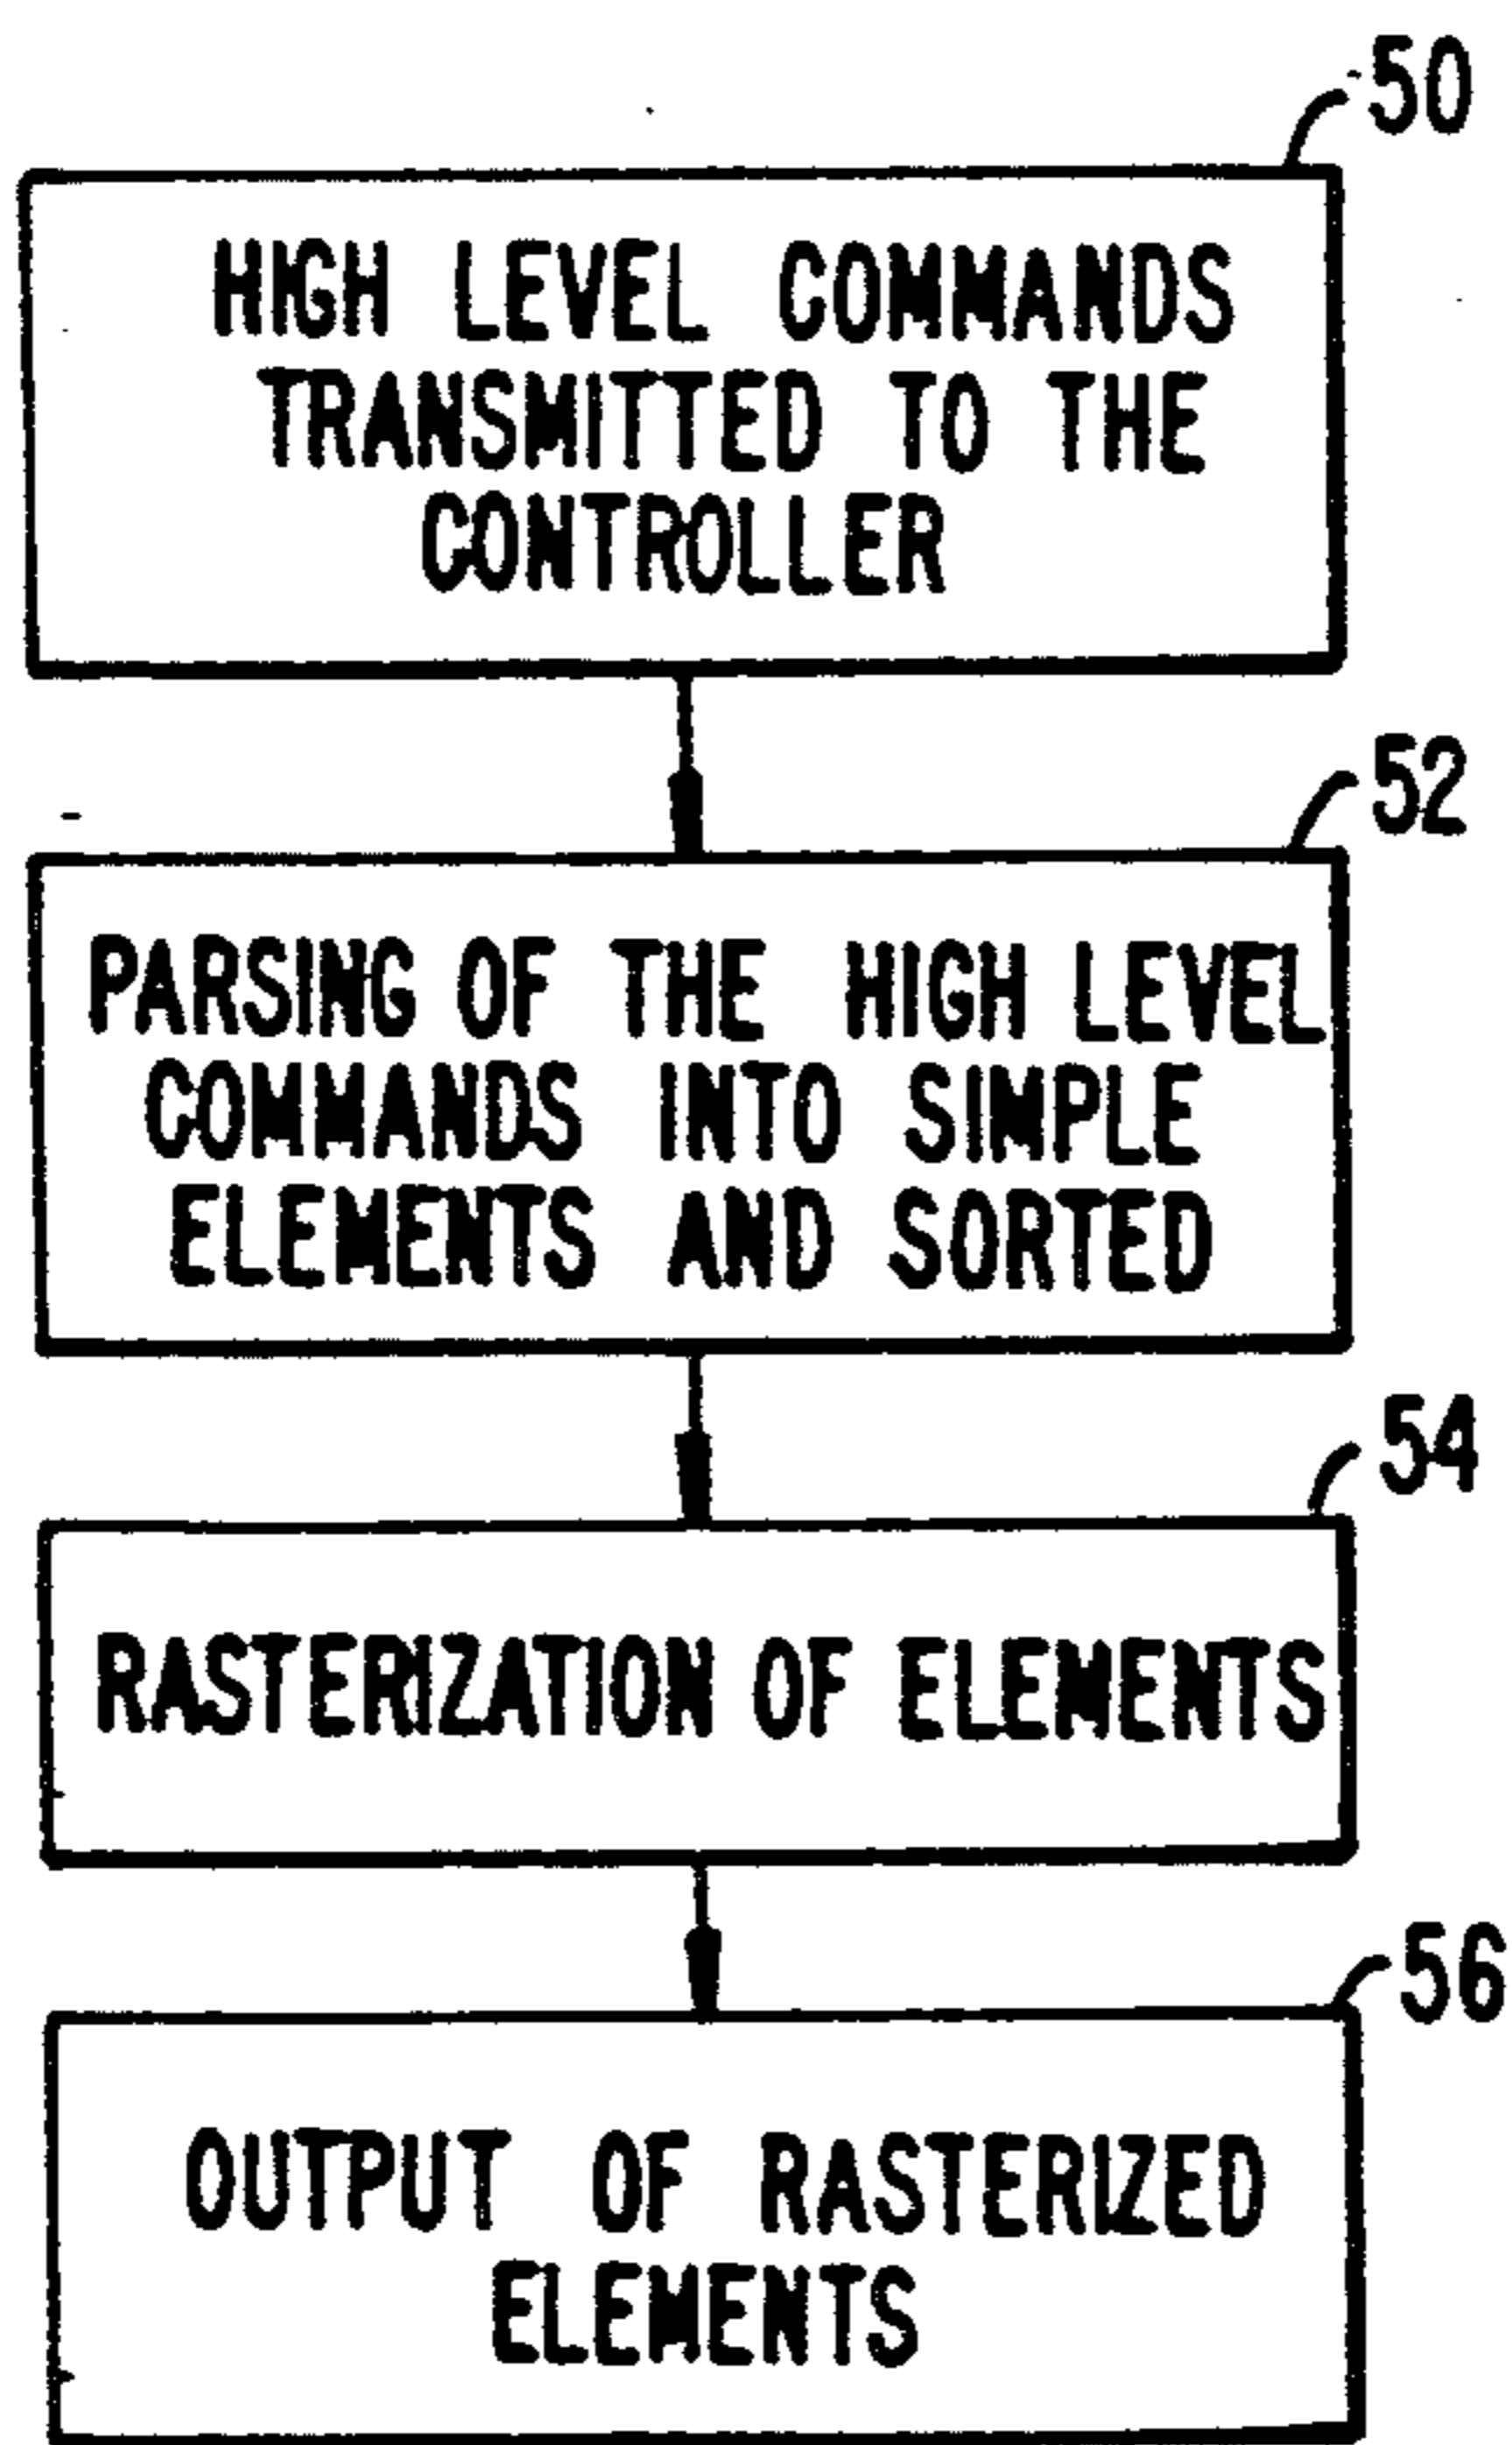 50
HIGH LEVEL COMMANDS
TRANSMITTED TO THE
CONTROLLER
52
PARSING OF THE HIGH LEVEL
COMMANDS INTO SIMPLE
ELEMENTS AND SORTED
54
RASTERIZATION OF ELEMENTS
56
OUTPUT OF RASTERIZED
ELEMENTS